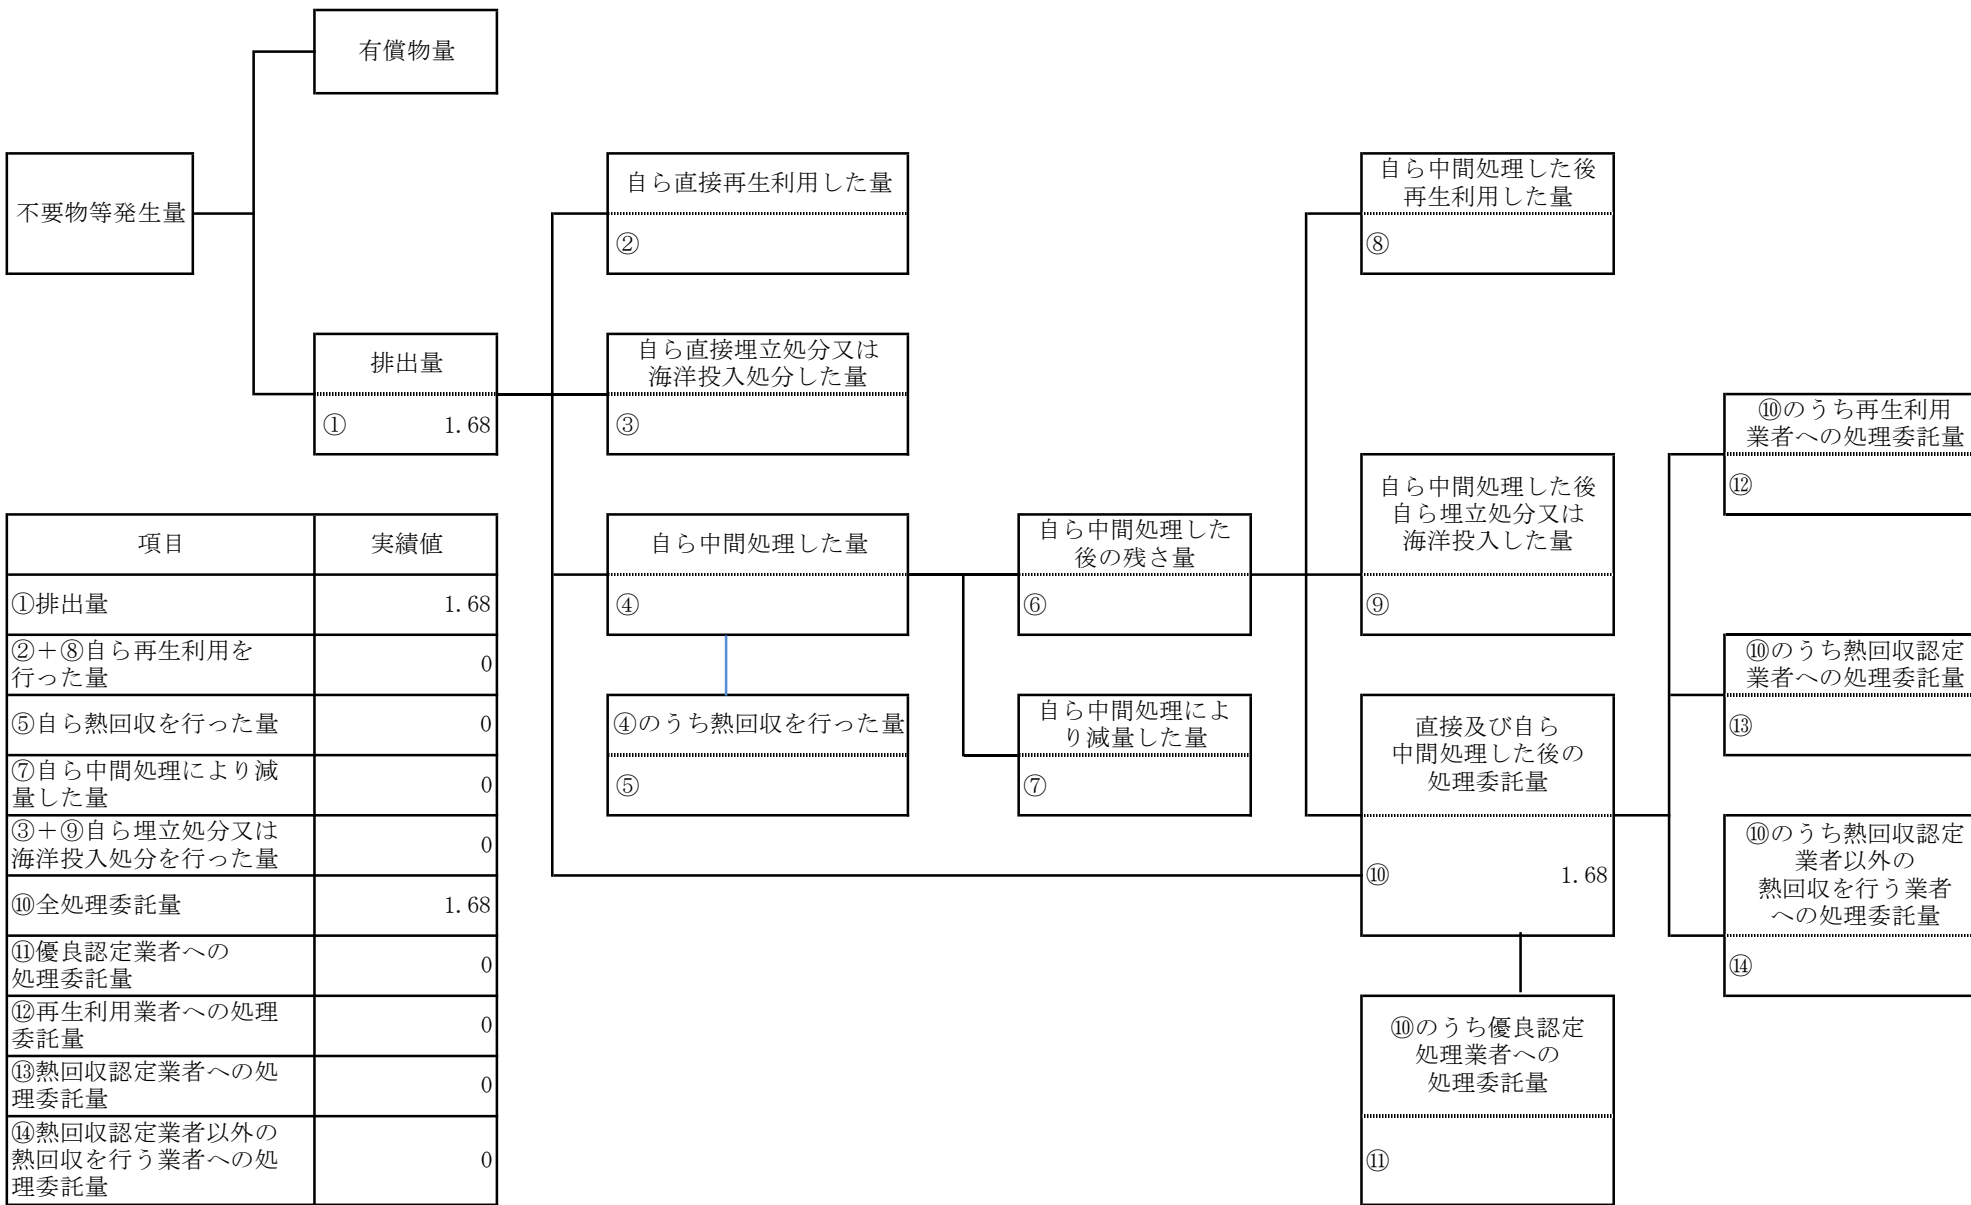 有償物量
不要物等発生量
自ら直接再生利用した量
②
自ら中間処理した後
再生利用した量
⑧
排出量
① 1.68
自ら直接埋立処分又は
海洋投入処分した量
③
⑩のうち再生利用
業者への処理委託量
⑫
自ら中間処理した量
④
自ら中間処理した
後の残さ量
⑥
自ら中間処理した後
自ら埋立処分又は
海洋投入した量
⑨
⑩のうち熱回収認定
業者への処理委託量
⑬
④のうち熱回収を行った量
⑤
自ら中間処理によ
り減量した量
⑦
直接及び自ら
中間処理した後の
処理委託量
⑩ 1.68
⑩のうち熱回収認定
業者以外の
熱回収を行う業者
への処理委託量
⑭
⑩のうち優良認定
処理業者への
処理委託量
⑪
項目 実績値
①排出量 1.68
②＋⑧自ら再生利用を
行った量 0
⑤自ら熱回収を行った量 0
⑦自ら中間処理により減
量した量 0
③＋⑨自ら埋立処分又は
海洋投入処分を行った量 0
⑩全処理委託量 1.68
⑪優良認定業者への
処理委託量 0
⑫再生利用業者への処理
委託量 0
⑬熱回収認定業者への処
理委託量 0
⑭熱回収認定業者以外の
熱回収を行う業者への処 0
理委託量